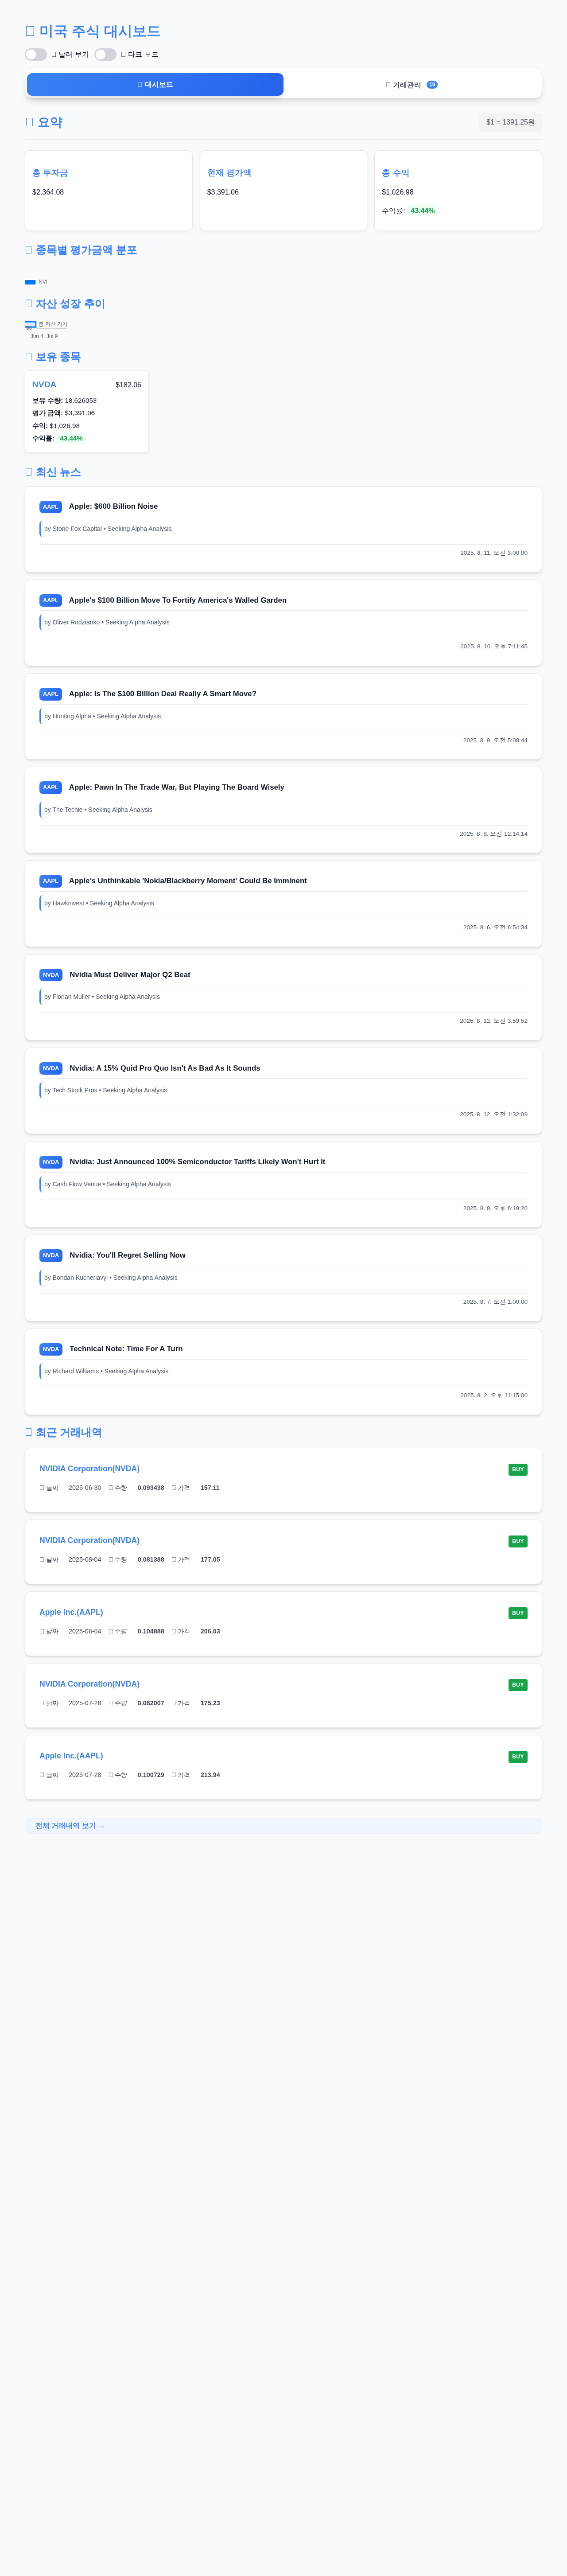 미국 주식 대시보드
달러 보기 다크 모드
대시보드 거래관리 19
요약 $1 = 1391.25원
총 투자금
$2,364.08
현재 평가액
$3,391.06
총 수익
$1,026.98
수익률: 43.44%
종목별 평가금액 분포
NVI
자산 성장 추이
총 자산 가치
$0
Jun 4 Jul 9
보유 종목
NVDA $182.06
보유 수량: 18.626053
평가 금액: $3,391.06
수익: $1,026.98
수익률: 43.44%
최신 뉴스
AAPL Apple: $600 Billion Noise
by Stone Fox Capital • Seeking Alpha Analysis
2025. 8. 11. 오전 3:00:00
AAPL Apple's $100 Billion Move To Fortify America's Walled Garden
by Oliver Rodzianko • Seeking Alpha Analysis
2025. 8. 10. 오후 7:11:45
AAPL Apple: Is The $100 Billion Deal Really A Smart Move?
by Hunting Alpha • Seeking Alpha Analysis
2025. 8. 9. 오전 5:08:44
AAPL Apple: Pawn In The Trade War, But Playing The Board Wisely
by The Techie • Seeking Alpha Analysis
2025. 8. 8. 오전 12:14:14
AAPL Apple's Unthinkable 'Nokia/Blackberry Moment' Could Be Imminent
by Hawkinvest • Seeking Alpha Analysis
2025. 8. 6. 오전 6:54:34
NVDA Nvidia Must Deliver Major Q2 Beat
by Florian Muller • Seeking Alpha Analysis
2025. 8. 12. 오전 3:59:52
NVDA Nvidia: A 15% Quid Pro Quo Isn't As Bad As It Sounds
by Tech Stock Pros • Seeking Alpha Analysis
2025. 8. 12. 오전 1:32:09
NVDA Nvidia: Just Announced 100% Semiconductor Tariffs Likely Won't Hurt It
by Cash Flow Venue • Seeking Alpha Analysis
2025. 8. 8. 오후 6:19:20
NVDA Nvidia: You'll Regret Selling Now
by Bohdan Kucheriavyi • Seeking Alpha Analysis
2025. 8. 7. 오전 1:00:00
NVDA Technical Note: Time For A Turn
by Richard Williams • Seeking Alpha Analysis
2025. 8. 2. 오후 11:15:00
최근 거래내역
NVIDIA Corporation(NVDA) BUY
날짜 2025-06-30 수량 0.093438 가격 157.11
NVIDIA Corporation(NVDA) BUY
날짜 2025-08-04 수량 0.081388 가격 177.05
Apple Inc.(AAPL) BUY
날짜 2025-08-04 수량 0.104888 가격 206.03
NVIDIA Corporation(NVDA) BUY
날짜 2025-07-28 수량 0.082007 가격 175.23
Apple Inc.(AAPL) BUY
날짜 2025-07-28 수량 0.100729 가격 213.94
전체 거래내역 보기 →